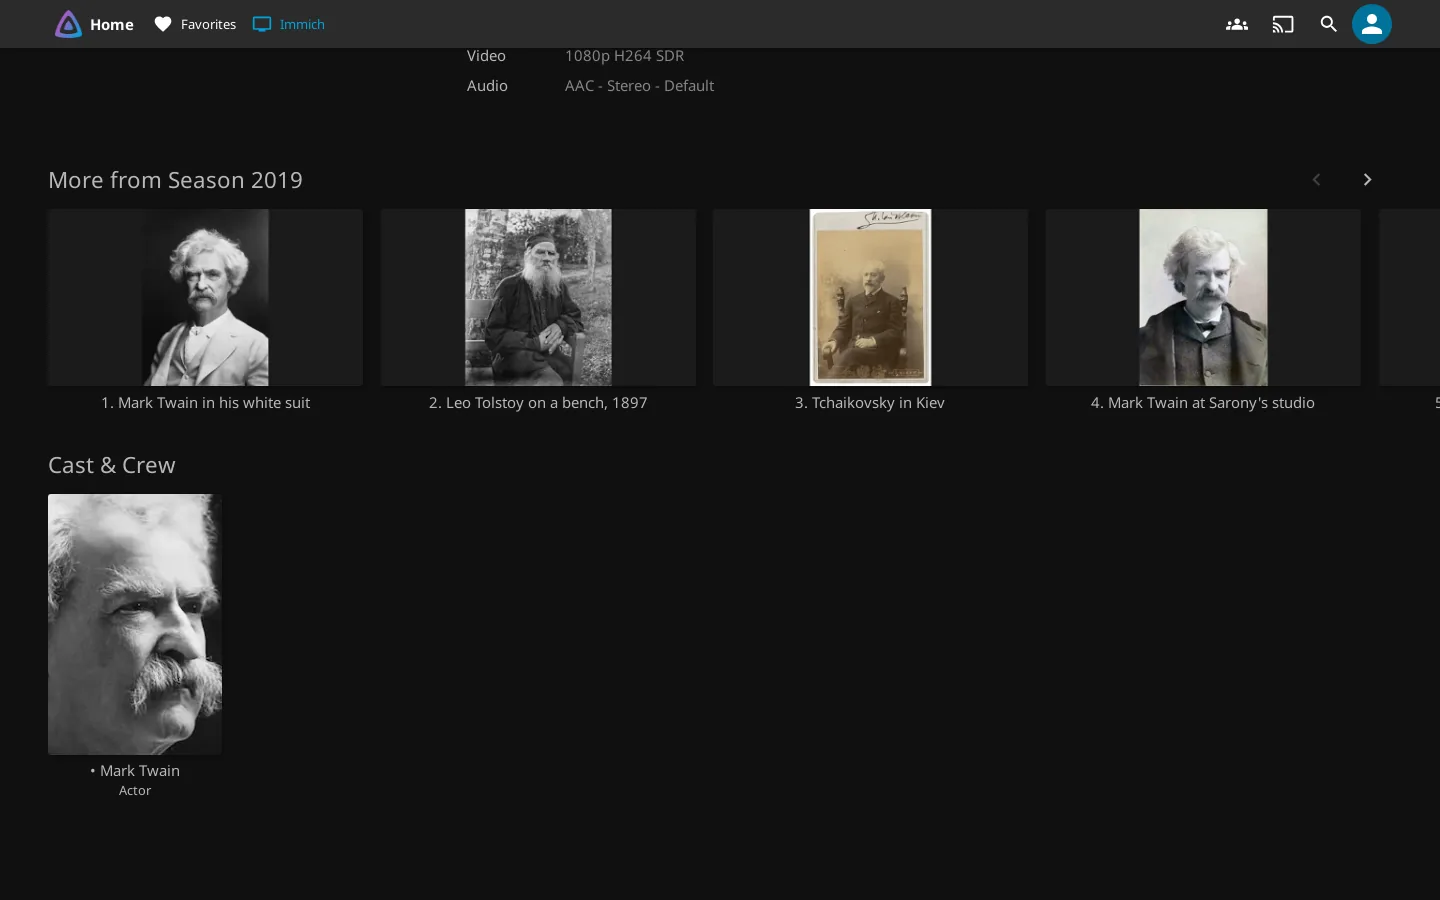 Home
Favorites
Immich
Video 1080p H264 SDR
Audio AAC - Stereo - Default
More from Season 2019
1. Mark Twain in his white suit
2. Leo Tolstoy on a bench, 1897
3. Tchaikovsky in Kiev
4. Mark Twain at Sarony's studio
Cast & Crew
• Mark Twain
Actor